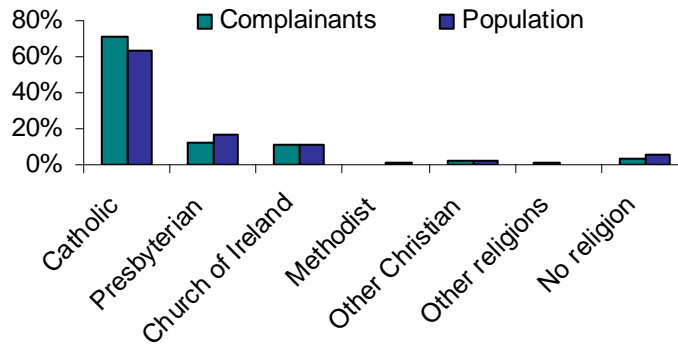 80%
Complainants
Population
60%
40%
20%
0%
Catholic
Presbyterian
Church of Ireland
Methodist
Other Christian
Other religions
No religion